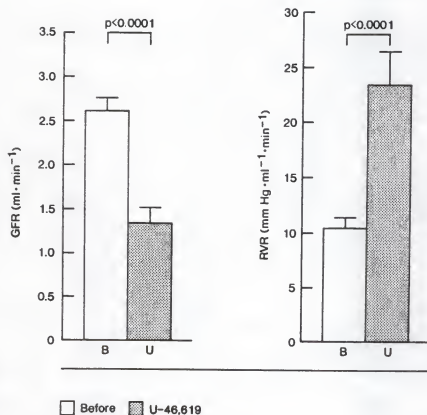 p<0.0001
3.5
3.0
2.5
2.0
1.5
1.0
0.5
0
GFR (ml·min⁻¹)
B U
p<0.0001
30
25
20
15
10
5
0
RVR (mm Hg·ml⁻¹·min⁻¹)
B U
Before U-46,619